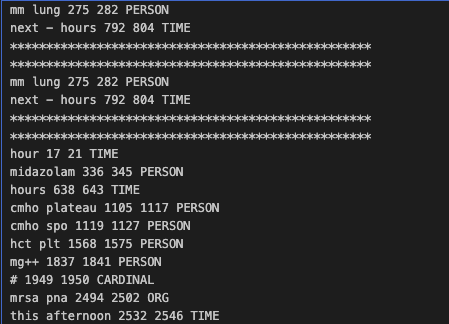 mm lung 275 282 PERSON
next - hours 792 804 TIME
*************************************************
*************************************************
mm lung 275 282 PERSON
next - hours 792 804 TIME
*************************************************
*************************************************
hour 17 21 TIME
midazolam 336 345 PERSON
hours 638 643 TIME
cmho plateau 1105 1117 PERSON
cmho spo 1119 1127 PERSON
hct plt 1568 1575 PERSON
mg++ 1837 1841 PERSON
# 1949 1950 CARDINAL
mrsa pna 2494 2502 ORG
this afternoon 2532 2546 TIME